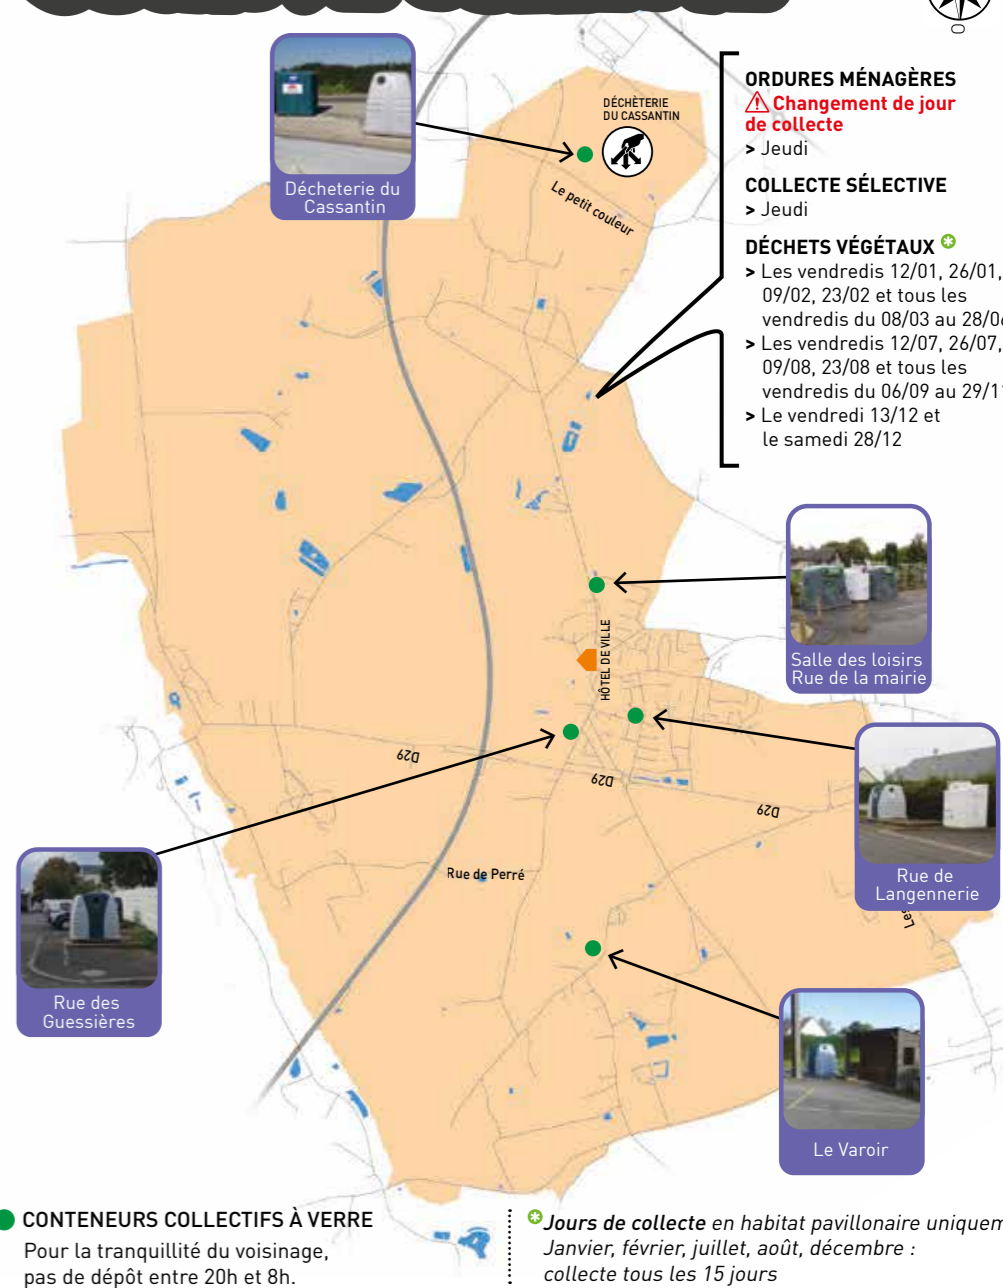 DÉCHÈTERIE
DU CASSANTIN
Décheterie du
Cassantin
Le petit couleur
ORDURES MÉNAGÈRES
Changement de jour
de collecte
> Jeudi
COLLECTE SÉLECTIVE
> Jeudi
DÉCHETS VÉGÉTAUX
> Les vendredis 12/01, 26/01,
09/02, 23/02 et tous les
vendredis du 08/03 au 28/06
> Les vendredis 12/07, 26/07,
09/08, 23/08 et tous les
vendredis du 06/09 au 29/11
> Le vendredi 13/12 et
le samedi 28/12
Salle des loisirs
Rue de la mairie
HÔTEL DE VILLE
D29
D29
D29
Rue de Perré
Rue de
Langennerie
Les
Rue des
Guessières
Le Varoir
CONTENEURS COLLECTIFS À VERRE
Pour la tranquillité du voisinage,
pas de dépôt entre 20h et 8h.
Jours de collecte en habitat pavillonaire uniquem
Janvier, février, juillet, août, décembre :
collecte tous les 15 jours